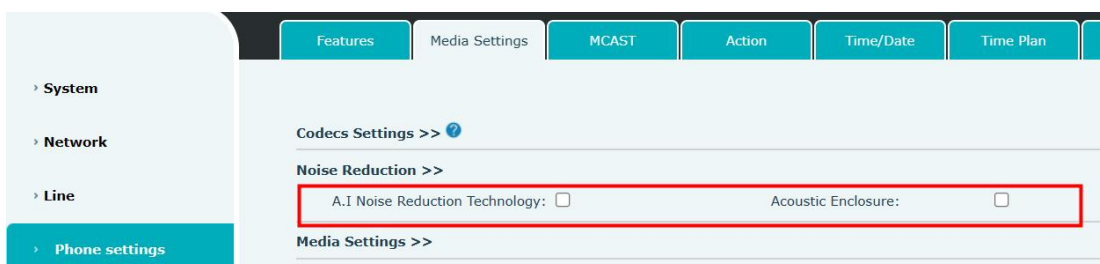 Features Media Settings MCAST Action Time/Date Time Plan
› System
› Network
› Line
› Phone settings
Codecs Settings >> ?
Noise Reduction >>
A.I Noise Reduction Technology: Acoustic Enclosure:
Media Settings >>